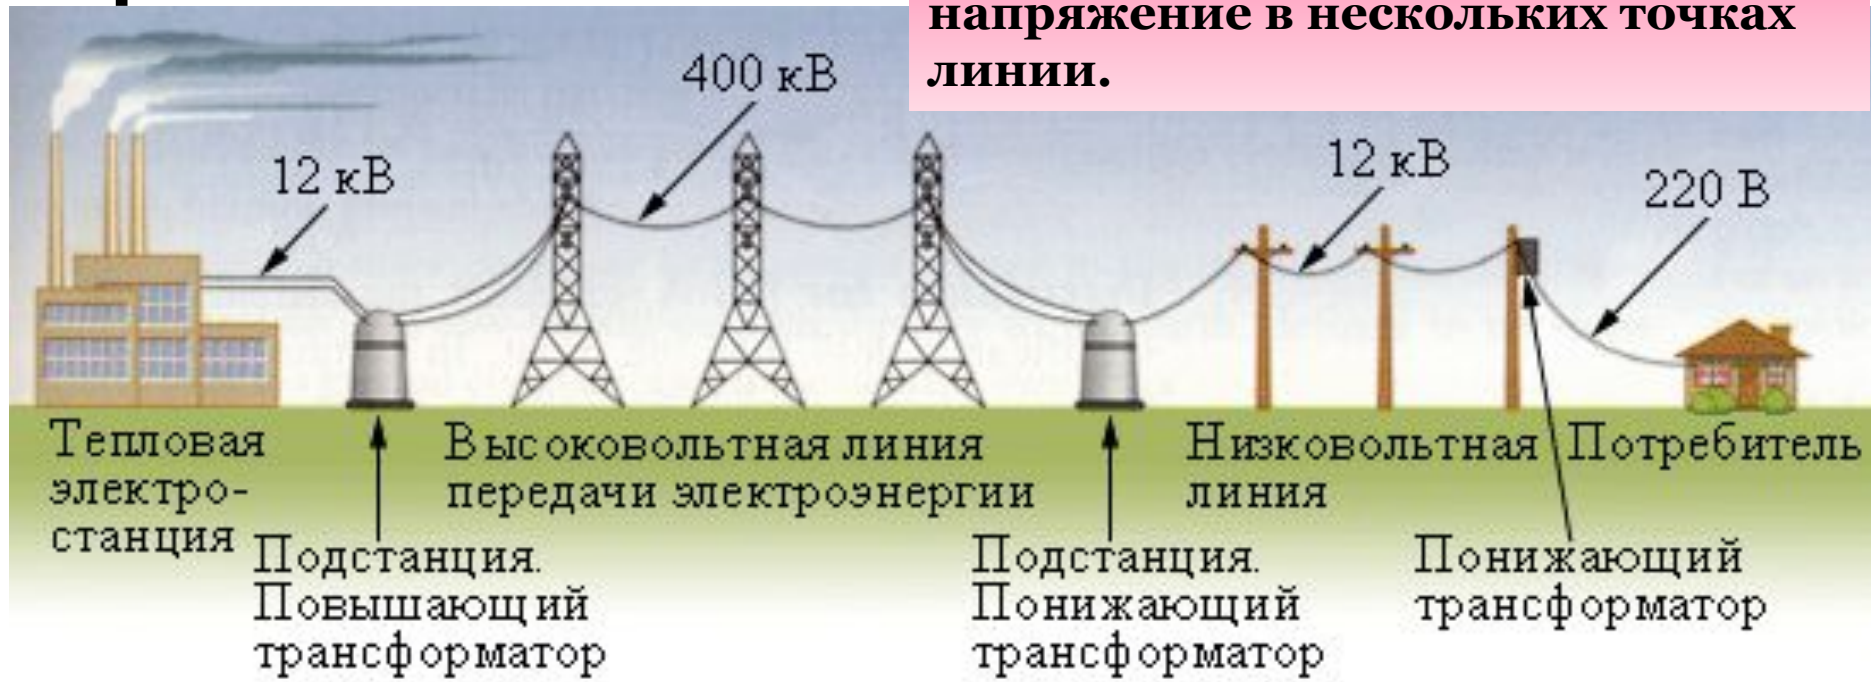 напряжение в нескольких точках
линии.
400 кВ
12 кВ
12 кВ
220 В
Тепловая
электро-
станция
Высоковольтная линия
передачи электроэнергии
Низковольтная
линия
Потребитель
Подстанция.
Повышающий
трансформатор
Подстанция.
Понижающий
трансформатор
Понижающий
трансформатор